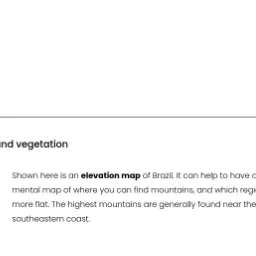 and vegetation
Shown here is an elevation map of Brazil. It can help to have a
mental map of where you can find mountains, and which regi
more flat. The highest mountains are generally found near the
southeastern coast.